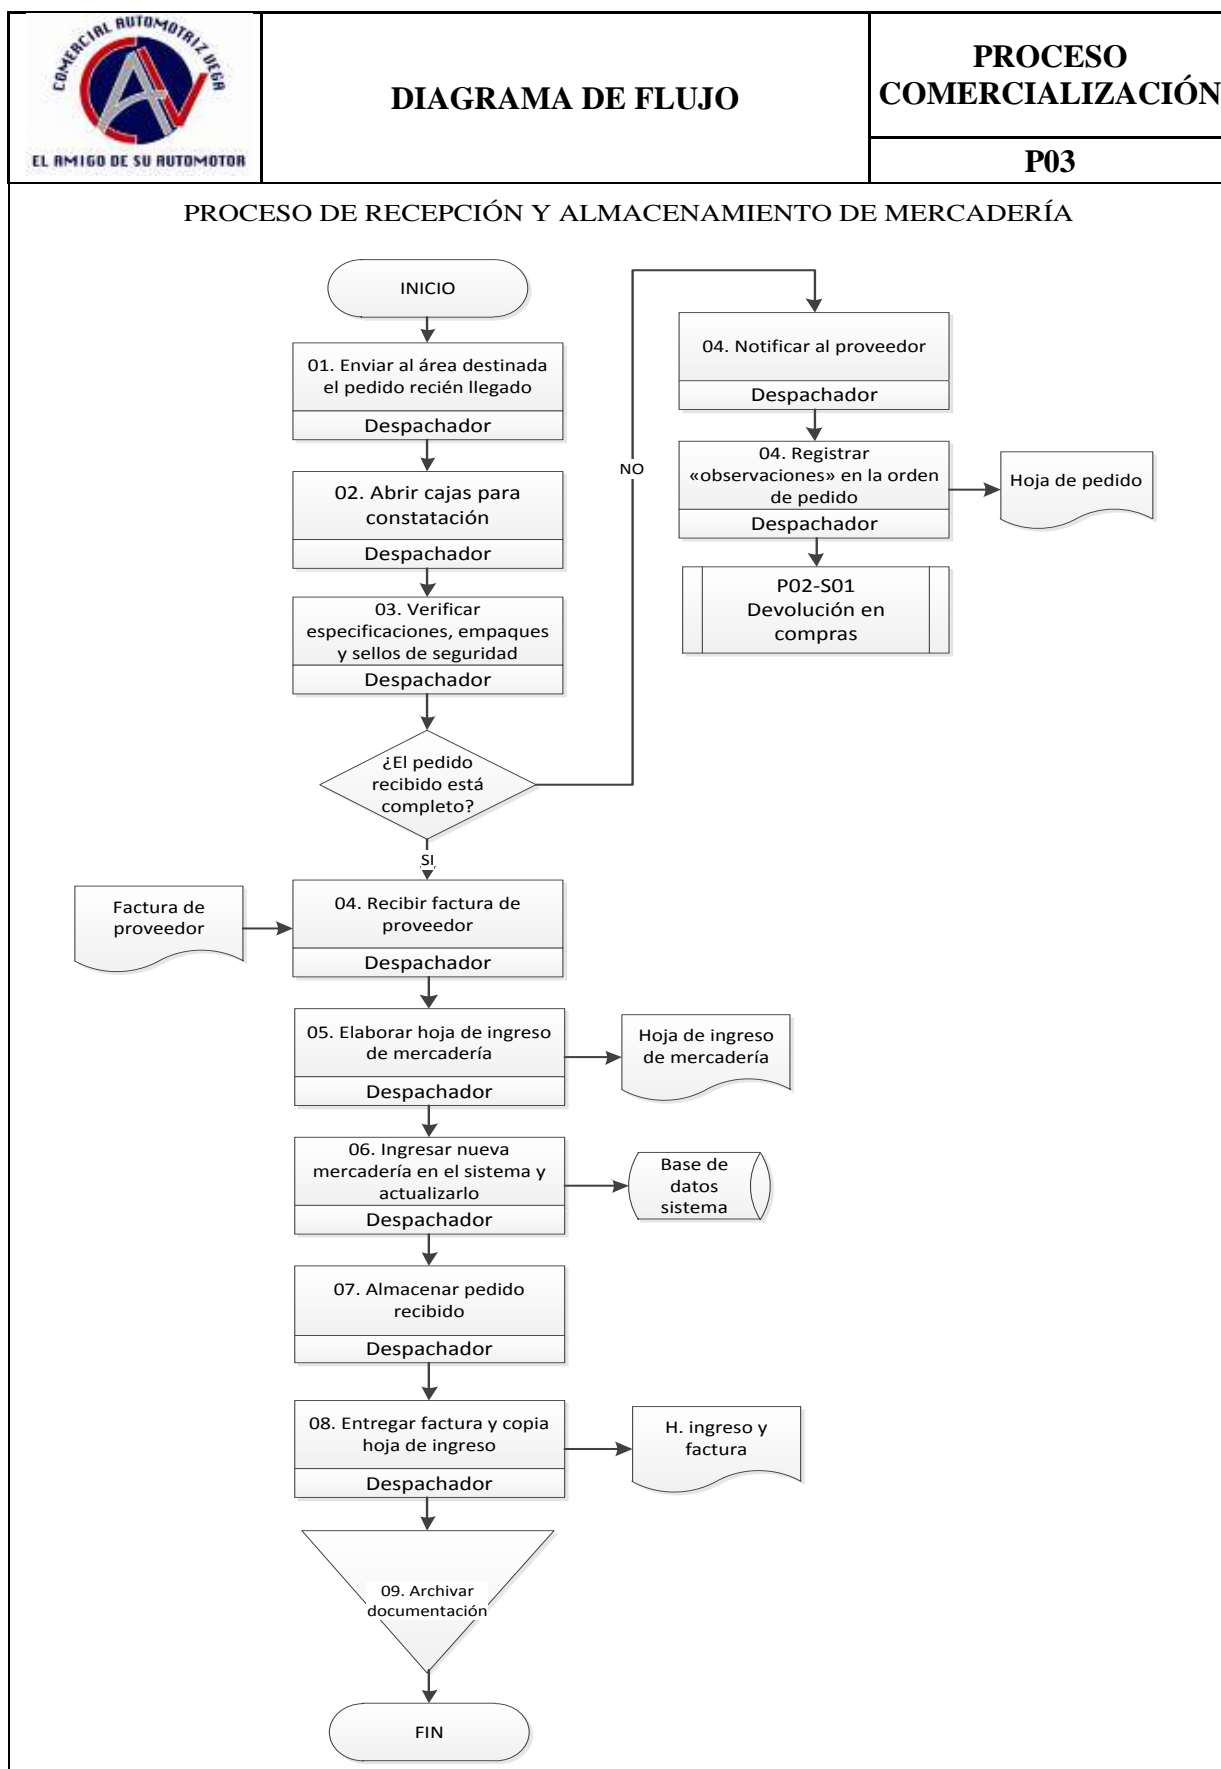 COMERCIAL AUTOMOTRIZ VEGA
EL AMIGO DE SU AUTOMOTOR
DIAGRAMA DE FLUJO
PROCESO
COMERCIALIZACIÓN
P03
PROCESO DE RECEPCIÓN Y ALMACENAMIENTO DE MERCADERÍA
INICIO
01. Enviar al área destinada
el pedido recién llegado
Despachador
02. Abrir cajas para
constatación
Despachador
03. Verificar
especificaciones, empaques
y sellos de seguridad
Despachador
¿El pedido
recibido está
completo?
NO
04. Notificar al proveedor
Despachador
04. Registrar
«observaciones» en la orden
de pedido
Despachador
Hoja de pedido
P02-S01
Devolución en
compras
SI
Factura de
proveedor
04. Recibir factura de
proveedor
Despachador
05. Elaborar hoja de ingreso
de mercadería
Despachador
Hoja de ingreso
de mercadería
06. Ingresar nueva
mercadería en el sistema y
actualizarlo
Despachador
Base de
datos
sistema
07. Almacenar pedido
recibido
Despachador
08. Entregar factura y copia
hoja de ingreso
Despachador
H. ingreso y
factura
09. Archivar
documentación
FIN